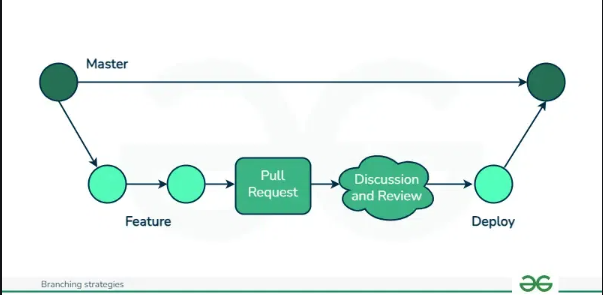 Master
Pull
Request
Discussion
and Review
Feature
Deploy
Branching strategies